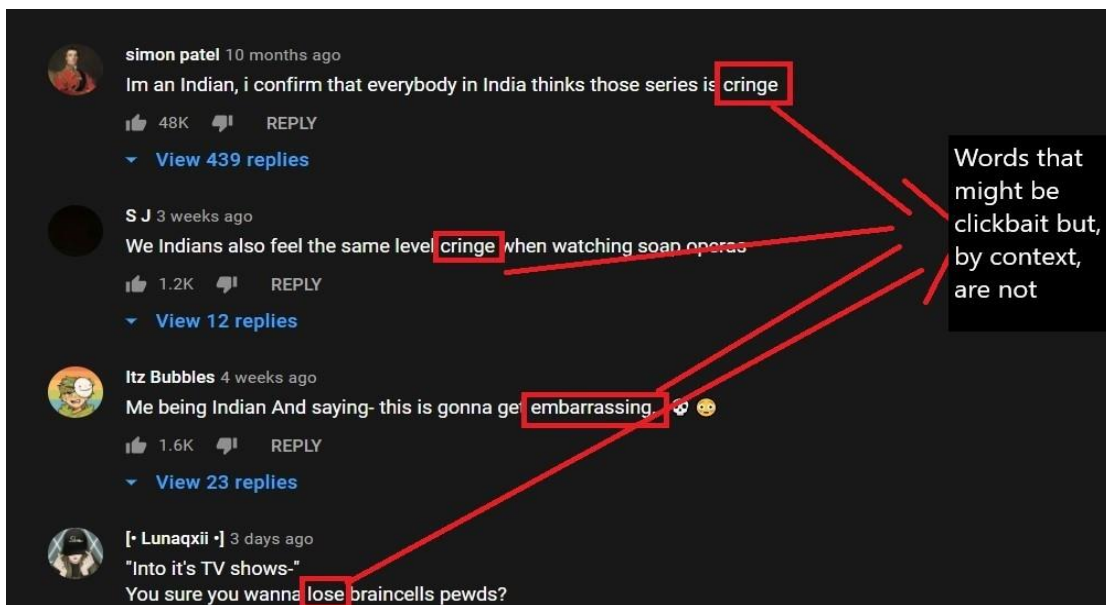 simon patel 10 months ago
Im an Indian, i confirm that everybody in India thinks those series is cringe
48K REPLY
View 439 replies
Words that
might be
clickbait but,
by context,
are not
S J 3 weeks ago
We Indians also feel the same level cringe when watching soap operas
1.2K REPLY
View 12 replies
Itz Bubbles 4 weeks ago
Me being Indian And saying- this is gonna get embarrassing. 💀 😳
1.6K REPLY
View 23 replies
[• Lunaqxii •] 3 days ago
"Into it's TV shows-"
You sure you wanna lose braincells pewds?